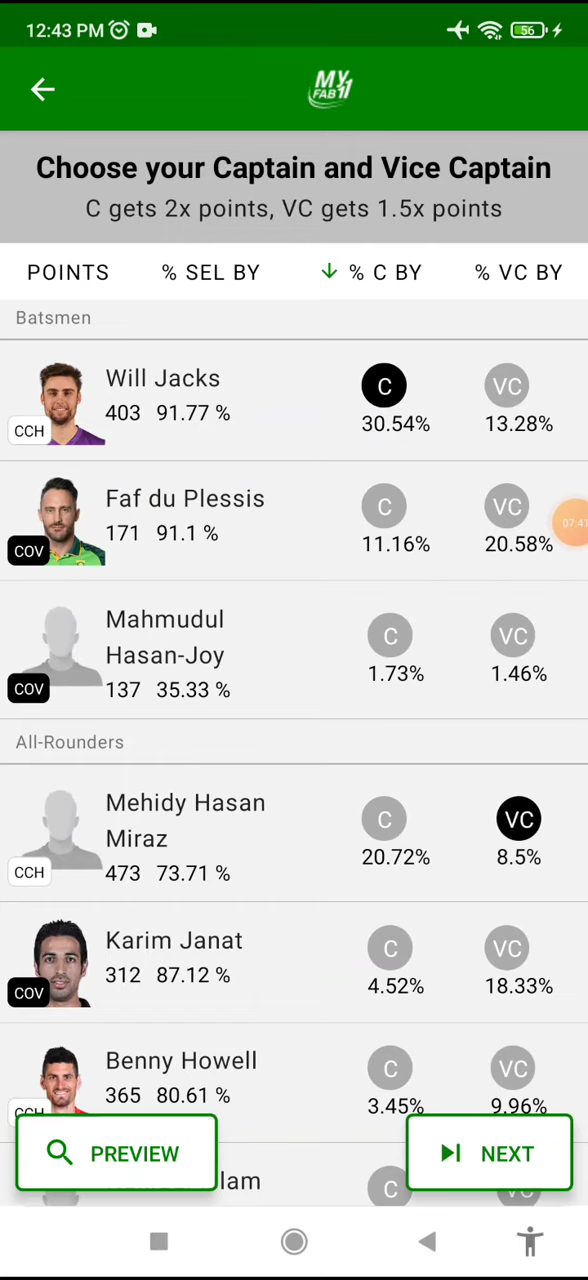 12:43 PM
56
MY
FAB11
Choose your Captain and Vice Captain
C gets 2x points, VC gets 1.5x points
POINTS % SEL BY % C BY % VC BY
Batsmen
Will Jacks
C VC
CCH
403 91.77 % 30.54% 13.28%
Faf du Plessis
C VC
07:41
COV
171 91.1 % 11.16% 20.58%
Mahmudul
Hasan-Joy
C VC
COV
137 35.33 % 1.73% 1.46%
All-Rounders
Mehidy Hasan
Miraz
C VC
CCH
473 73.71 % 20.72% 8.5%
Karim Janat
C VC
COV
312 87.12 % 4.52% 18.33%
Benny Howell
C VC
CCH
365 80.61 % 3.45% 9.96%
PREVIEW NEXT
C VC